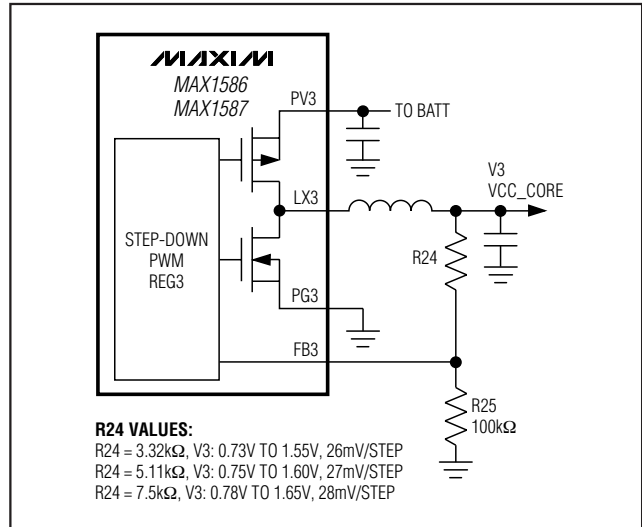 MAXIM
MAX1586
MAX1587
PV3
TO BATT
V3
VCC_CORE
LX3
STEP-DOWN
PWM
REG3
R24
PG3
FB3
R25
100kΩ
R24 VALUES:
R24 = 3.32kΩ, V3: 0.73V TO 1.55V, 26mV/STEP
R24 = 5.11kΩ, V3: 0.75V TO 1.60V, 27mV/STEP
R24 = 7.5kΩ, V3: 0.78V TO 1.65V, 28mV/STEP